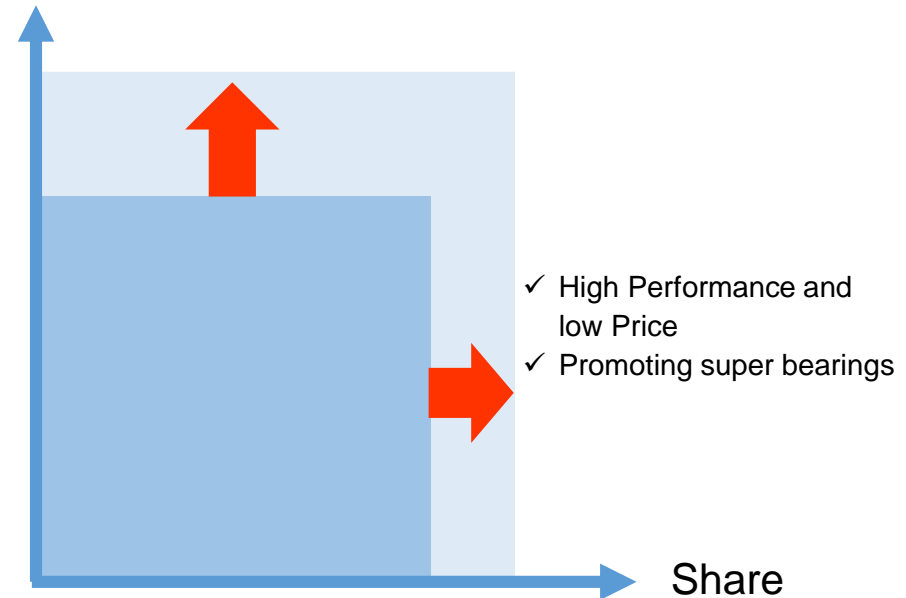 ✓ High Performance and
low Price
✓ Promoting super bearings
Share